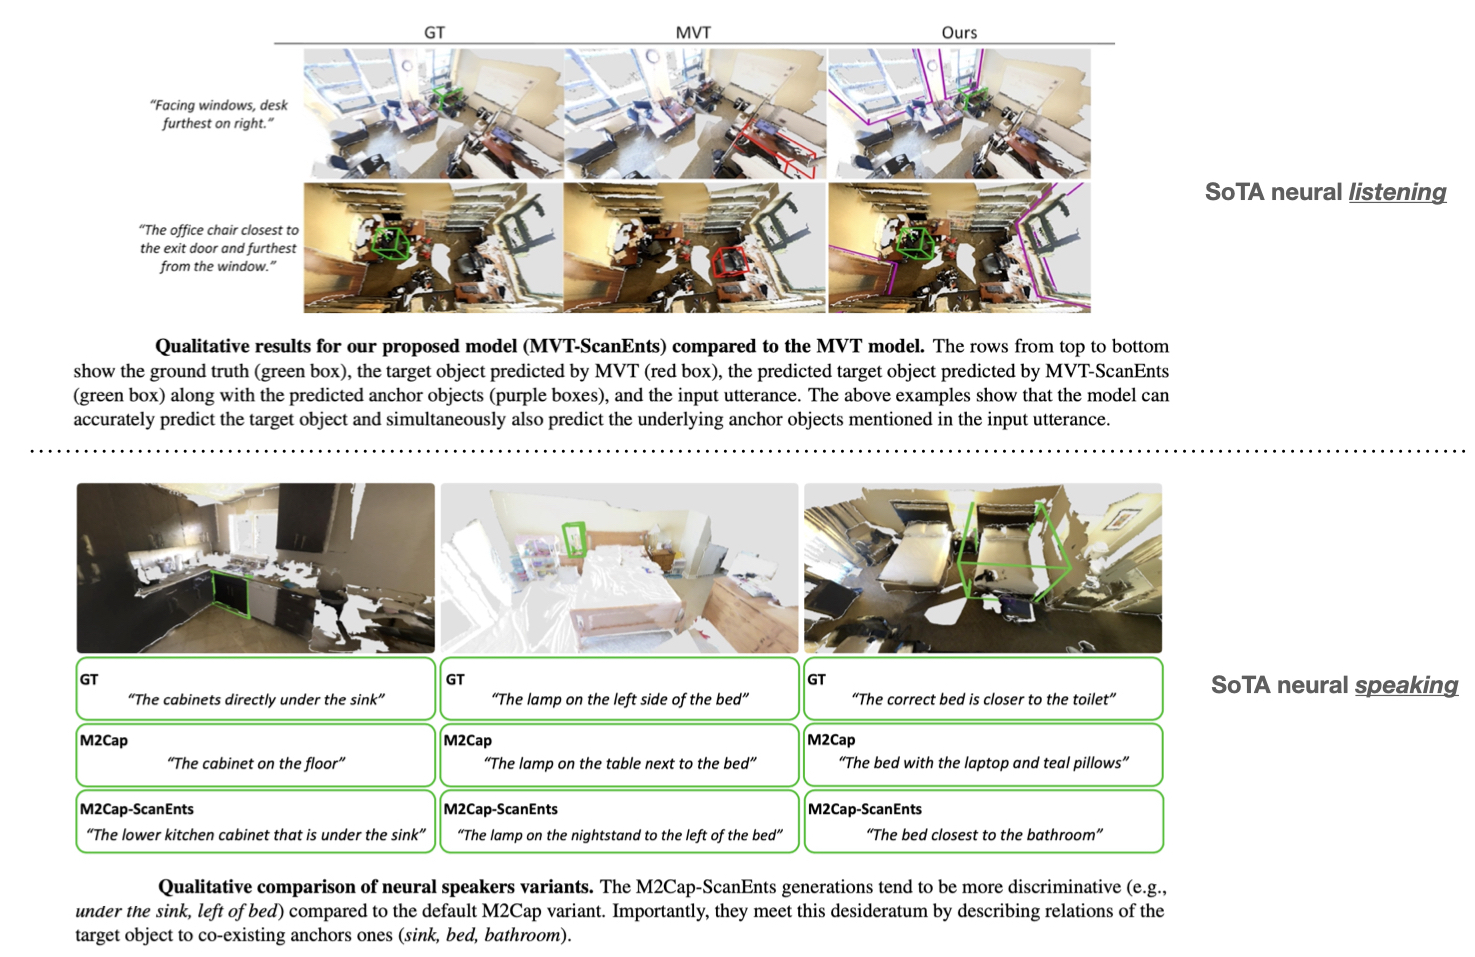 GT
MVT
Ours
“Facing windows, desk
furthest on right.”
“The office chair closest to
the exit door and furthest
from the window.”
SoTA neural listening
Qualitative results for our proposed model (MVT-ScanEnts) compared to the MVT model. The rows from top to bottom
show the ground truth (green box), the target object predicted by MVT (red box), the predicted target object predicted by MVT-ScanEnts
(green box) along with the predicted anchor objects (purple boxes), and the input utterance. The above examples show that the model can
accurately predict the target object and simultaneously also predict the underlying anchor objects mentioned in the input utterance.
GT
“The cabinets directly under the sink”
GT
“The lamp on the left side of the bed”
GT
“The correct bed is closer to the toilet”
SoTA neural speaking
M2Cap
“The cabinet on the floor”
M2Cap
“The lamp on the table next to the bed”
M2Cap
“The bed with the laptop and teal pillows”
M2Cap-ScanEnts
“The lower kitchen cabinet that is under the sink”
M2Cap-ScanEnts
“The lamp on the nightstand to the left of the bed”
M2Cap-ScanEnts
“The bed closest to the bathroom”
Qualitative comparison of neural speakers variants. The M2Cap-ScanEnts generations tend to be more discriminative (e.g.,
under the sink, left of bed) compared to the default M2Cap variant. Importantly, they meet this desideratum by describing relations of the
target object to co-existing anchors ones (sink, bed, bathroom).